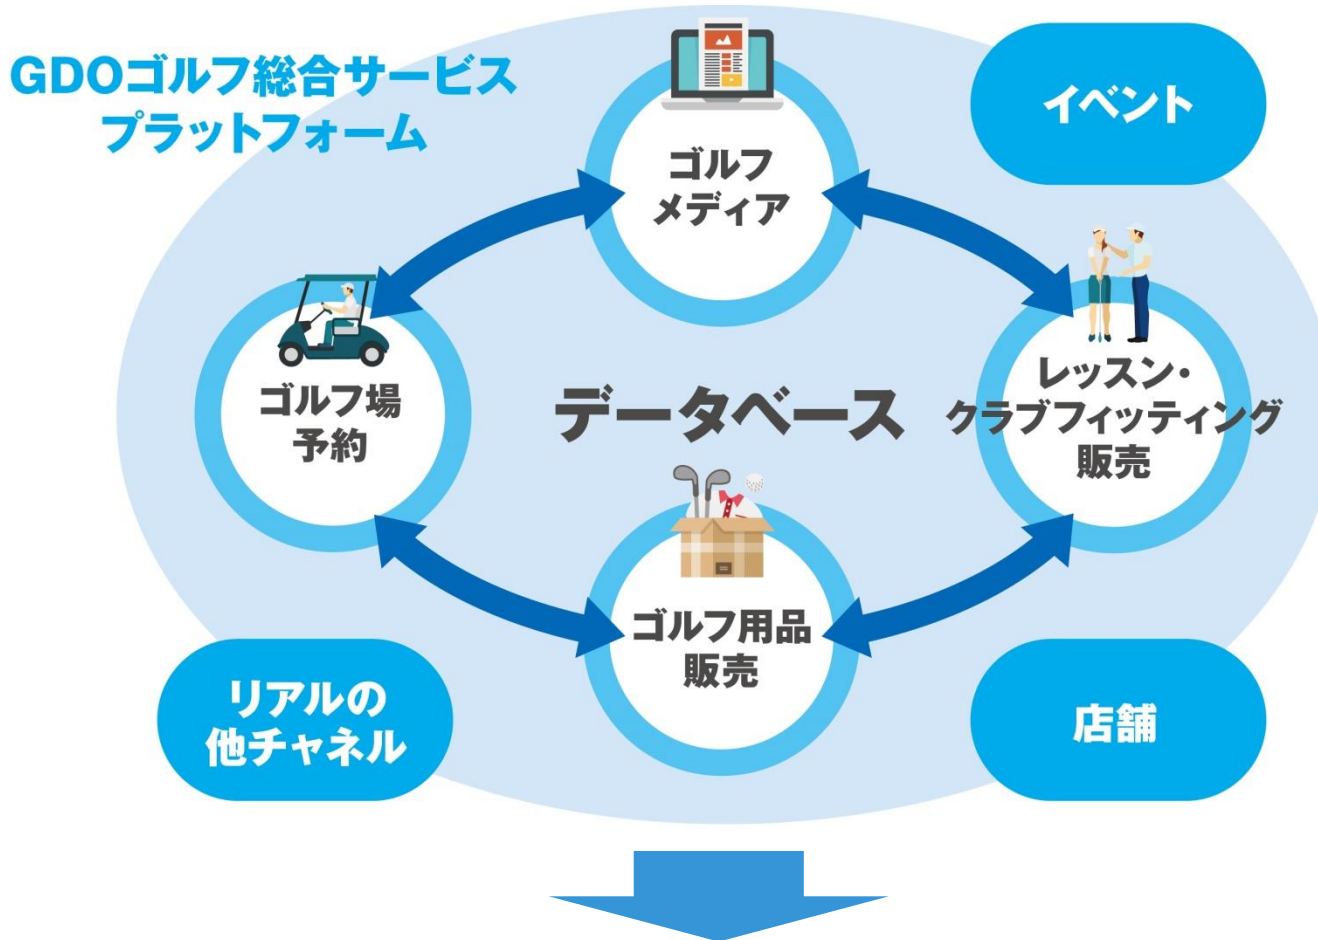 GDOゴルフ総合サービス
プラットフォーム
イベント
ゴルフ
メディア
ゴルフ場
予約
データベース
レッスン・
クラブフィッティング
販売
ゴルフ用品
販売
リアルの
他チャネル
店舗